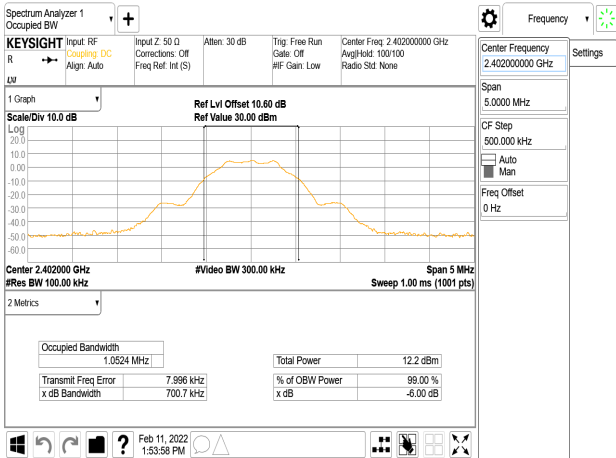 Spectrum Analyzer 1
Occupied BW
Frequency
KEYSIGHT
R
LXI
Input: RF
Coupling: DC
Align: Auto
Input Z: 50 Ω
Corrections: Off
Freq Ref: Int (S)
Atten: 30 dB
Trig: Free Run
Gate: Off
#IF Gain: Low
Center Freq: 2.402000000 GHz
Avg|Hold: 100/100
Radio Std: None
Center Frequency
2.402000000 GHz
Settings
Span
5.0000 MHz
CF Step
500.000 kHz
Auto
Man
Freq Offset
0 Hz
1 Graph
Scale/Div 10.0 dB
Ref Lvl Offset 10.60 dB
Ref Value 30.00 dBm
Log
20.0
10.0
0.00
-10.0
-20.0
-30.0
-40.0
-50.0
-60.0
Center 2.402000 GHz
#Res BW 100.00 kHz
#Video BW 300.00 kHz
Span 5 MHz
Sweep 1.00 ms (1001 pts)
2 Metrics
Occupied Bandwidth
1.0524 MHz
Total Power 12.2 dBm
Transmit Freq Error 7.996 kHz
% of OBW Power 99.00 %
x dB Bandwidth 700.7 kHz
x dB -6.00 dB
?
Feb 11, 2022
1:53:58 PM